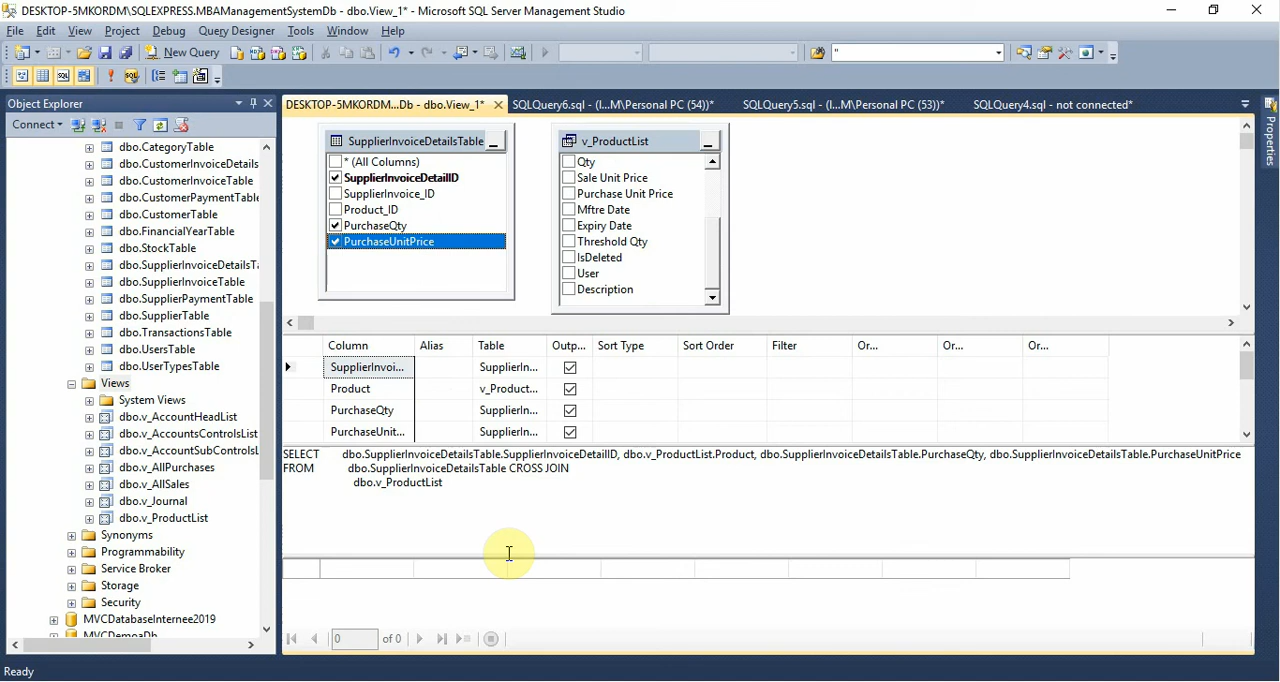 DESKTOP-5MKORDM\SQLEXPRESS.MBAManagementSystemDb - dbo.View_1* - Microsoft SQL Server Management Studio
File Edit View Project Debug Query Designer Tools Window Help
New Query "
Object Explorer
Connect
dbo.CategoryTable
dbo.CustomerInvoiceDetails
dbo.CustomerInvoiceTable
dbo.CustomerPaymentTable
dbo.CustomerTable
dbo.FinancialYearTable
dbo.StockTable
dbo.SupplierInvoiceDetailsTa
dbo.SupplierInvoiceTable
dbo.SupplierPaymentTable
dbo.SupplierTable
dbo.TransactionsTable
dbo.UsersTable
dbo.UserTypesTable
Views
System Views
dbo.v_AccountHeadList
dbo.v_AccountsControlsList
dbo.v_AccountSubControlsL
dbo.v_AllPurchases
dbo.v_AllSales
dbo.v_Journal
dbo.v_ProductList
Synonyms
Programmability
Service Broker
Storage
Security
MVCDatabaseInternee2019
MVCDemoaDb
DESKTOP-5MKORDM...Db - dbo.View_1* SQLQuery6.sql - (l...M\Personal PC (54))* SQLQuery5.sql - (l...M\Personal PC (53))* SQLQuery4.sql - not connected*
Properties
SupplierInvoiceDetailsTable
* (All Columns)
SupplierInvoiceDetailID
SupplierInvoice_ID
Product_ID
PurchaseQty
PurchaseUnitPrice
v_ProductList
Qty
Sale Unit Price
Purchase Unit Price
Mftre Date
Expiry Date
Threshold Qty
IsDeleted
User
Description
Column Alias Table Outp... Sort Type Sort Order Filter Or... Or... Or...
SupplierInvoi... SupplierIn...
Product v_Product...
PurchaseQty SupplierIn...
PurchaseUnit... SupplierIn...
SELECT dbo.SupplierInvoiceDetailsTable.SupplierInvoiceDetailID, dbo.v_ProductList.Product, dbo.SupplierInvoiceDetailsTable.PurchaseQty, dbo.SupplierInvoiceDetailsTable.PurchaseUnitPrice
FROM dbo.SupplierInvoiceDetailsTable CROSS JOIN
dbo.v_ProductList
0 of 0
Ready